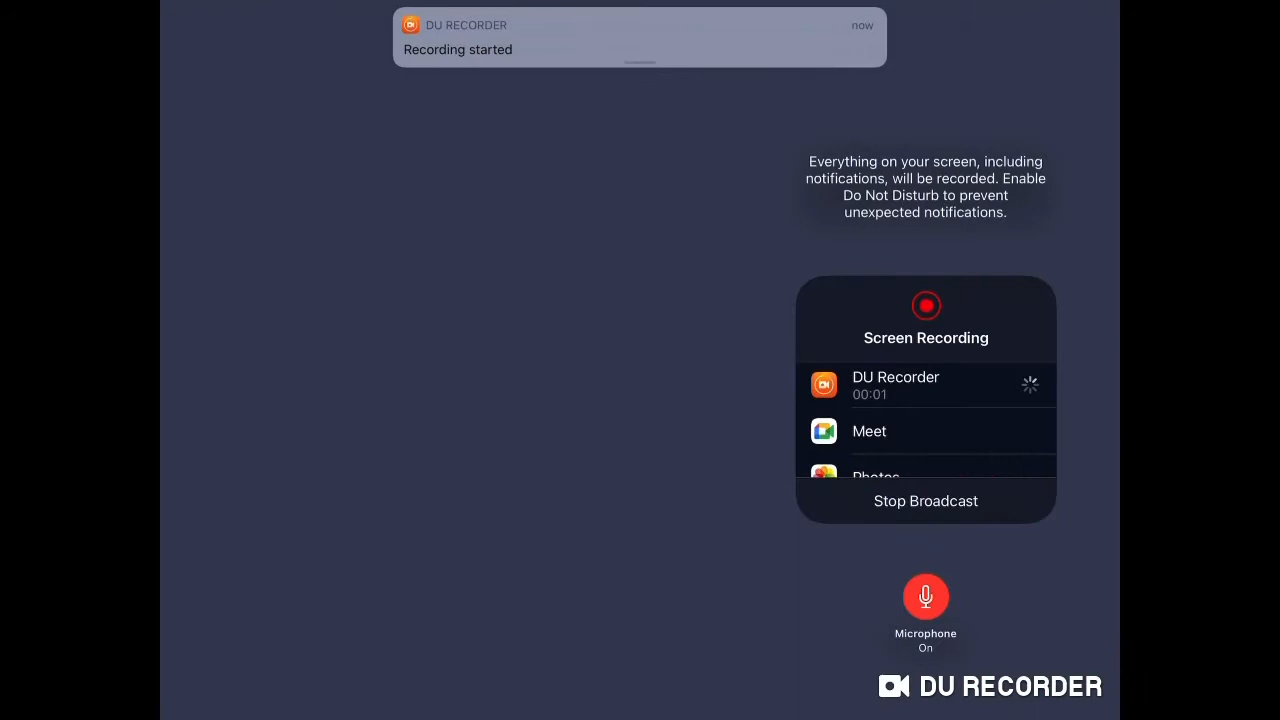 DU RECORDER
now
Recording started
Everything on your screen, including
notifications, will be recorded. Enable
Do Not Disturb to prevent
unexpected notifications.
Screen Recording
DU Recorder
00:01
Meet
Photos
Stop Broadcast
Microphone
On
DU RECORDER